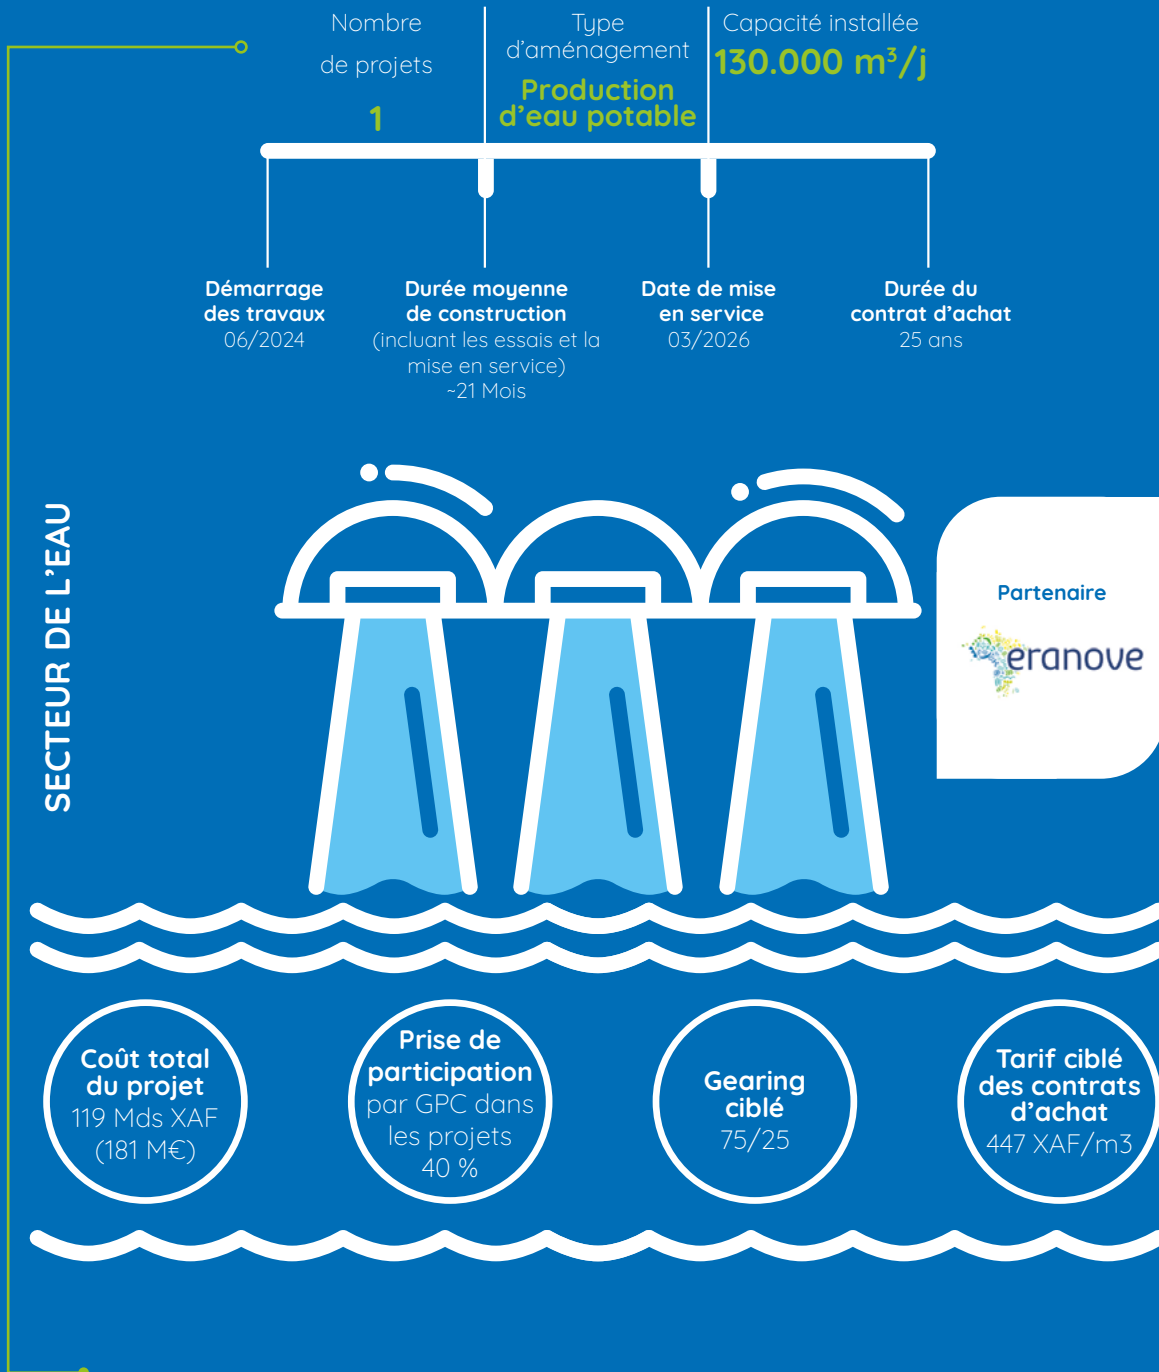 Nombre
de projets
1
Type
d’aménagement
Production
d’eau potable
Capacité installée
130.000 m³/j
Démarrage
des travaux
06/2024
Durée moyenne
de construction
(incluant les essais et la
mise en service)
~21 Mois
Date de mise
en service
03/2026
Durée du
contrat d’achat
25 ans
SECTEUR DE L’EAU
Partenaire
eranove
Coût total
du projet
119 Mds XAF
(181 M€)
Prise de
participation
par GPC dans
les projets
40 %
Gearing
ciblé
75/25
Tarif ciblé
des contrats
d’achat
447 XAF/m3